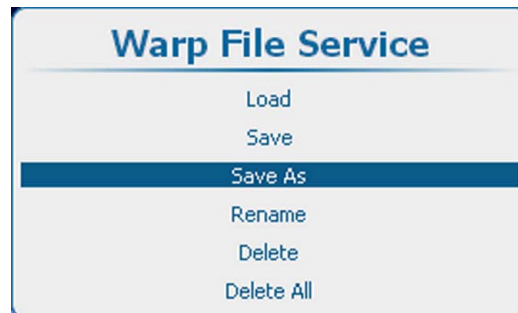 Warp File Service
Load
Save
Save As
Rename
Delete
Delete All